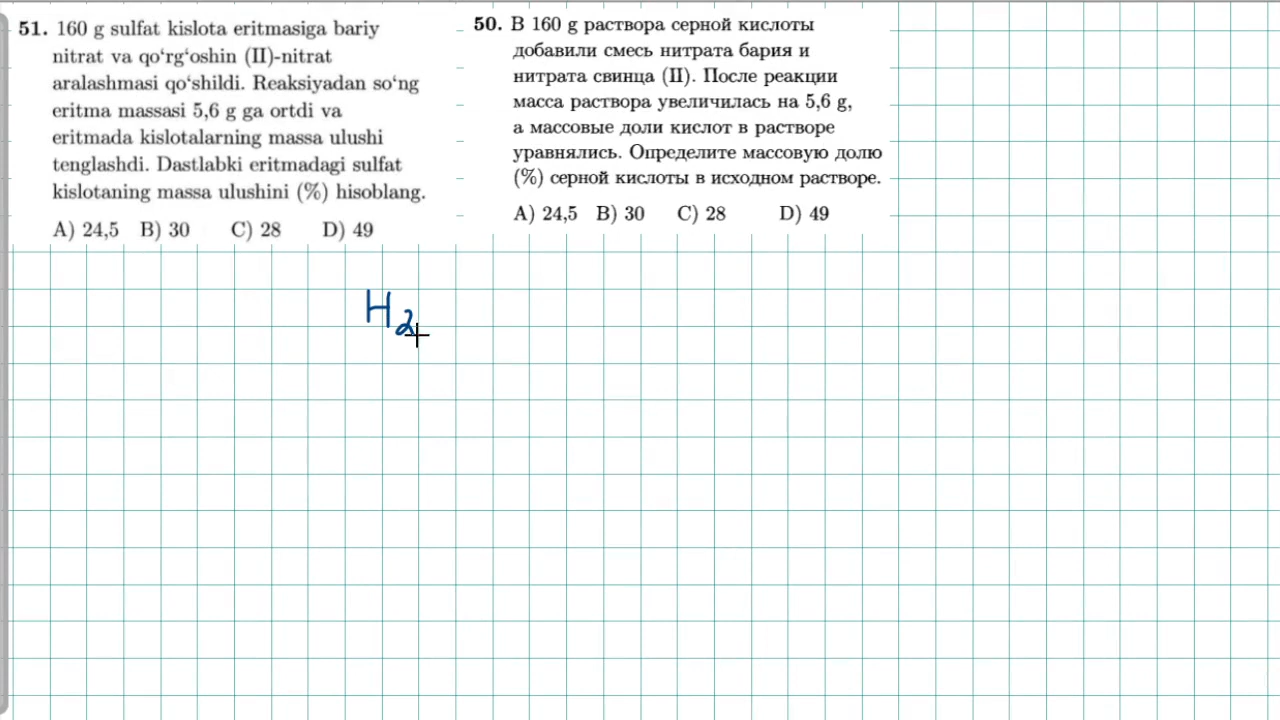 51. 160 g sulfat kislota eritmasiga bariy
nitrat va qo‘rg‘oshin (II)-nitrat
aralashmasi qo‘shildi. Reaksiyadan so‘ng
eritma massasi 5,6 g ga ortdi va
eritmada kislotalarning massa ulushi
tenglashdi. Dastlabki eritmadagi sulfat
kislotaning massa ulushini (%) hisoblang.
A) 24,5 B) 30 C) 28 D) 49
50. В 160 g раствора серной кислоты
добавили смесь нитрата бария и
нитрата свинца (II). После реакции
масса раствора увеличилась на 5,6 g,
а массовые доли кислот в растворе
уравнялись. Определите массовую долю
(%) серной кислоты в исходном растворе.
A) 24,5 B) 30 C) 28 D) 49
H2